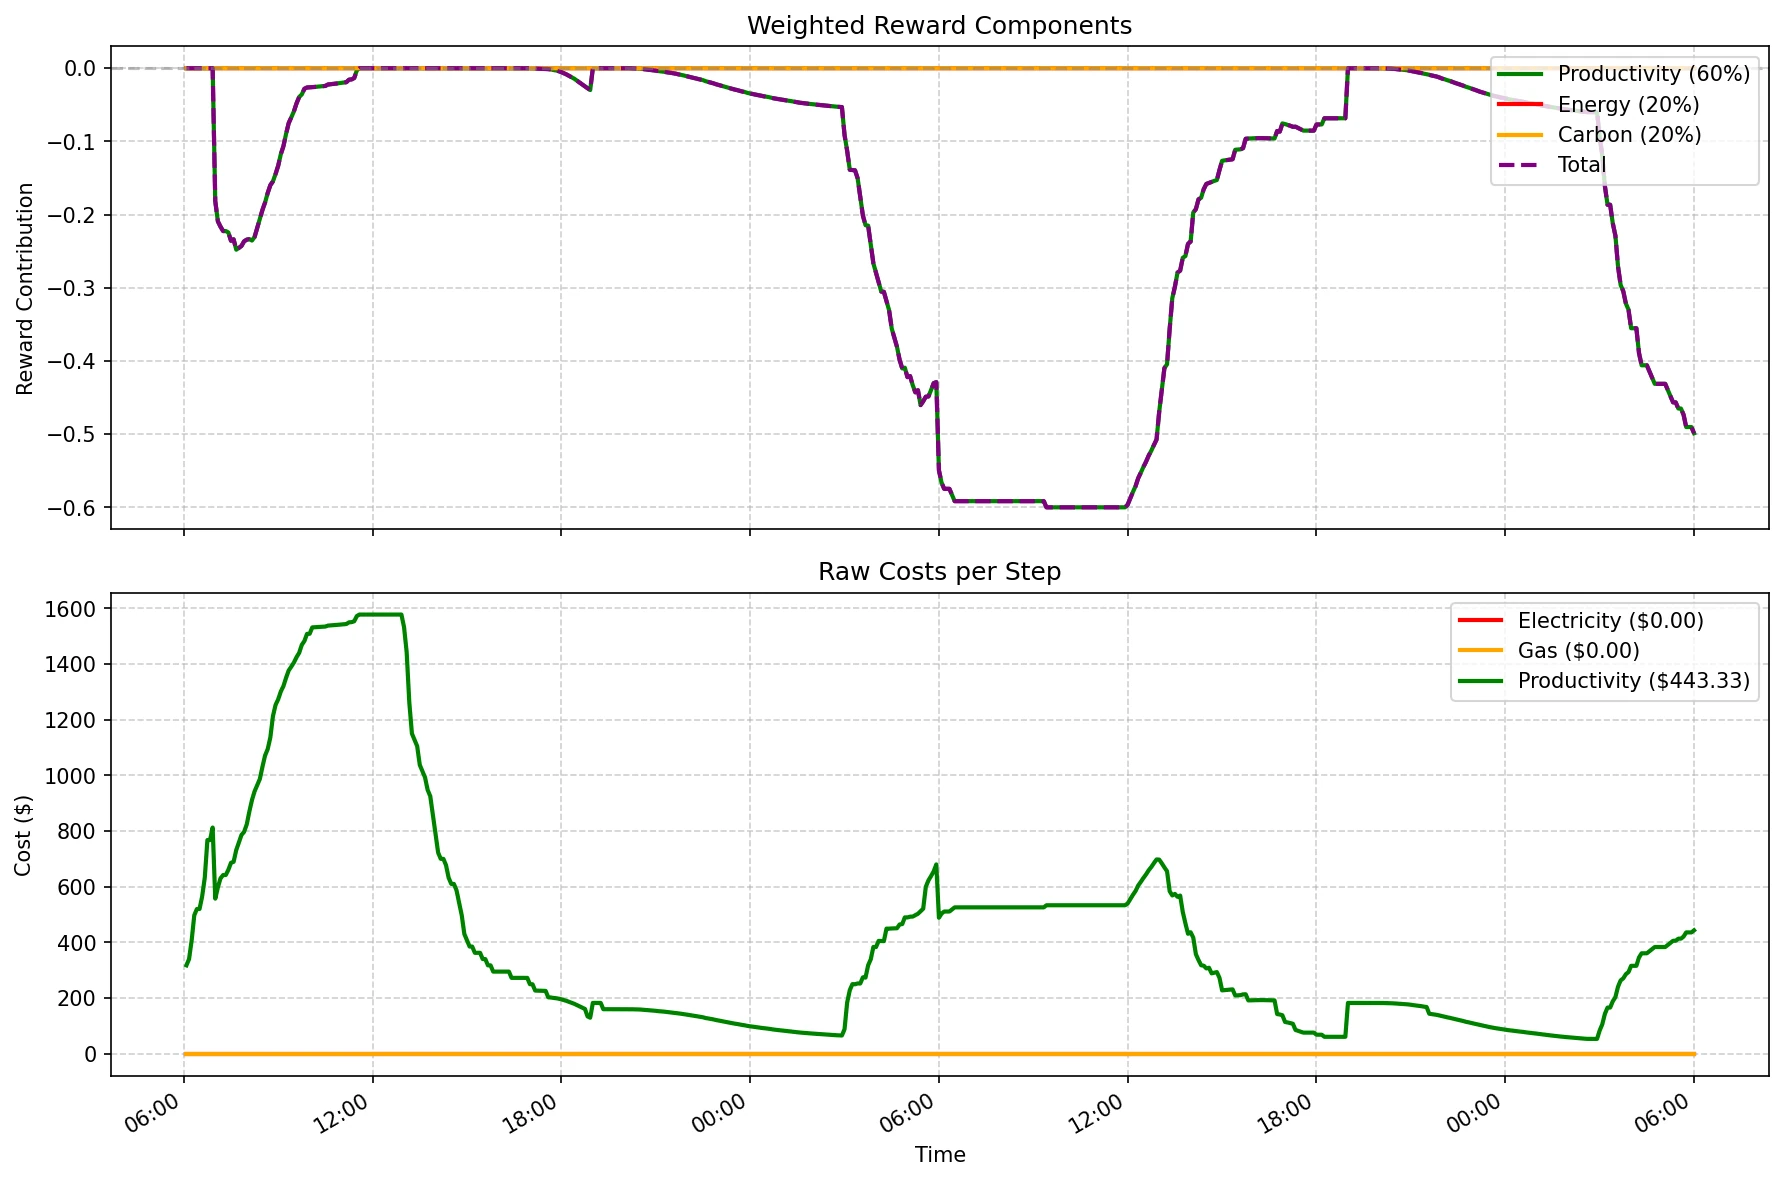 Weighted Reward Components
0.0
−0.1
−0.2
−0.3
−0.4
−0.5
−0.6
Reward Contribution
Productivity (60%)
Energy (20%)
Carbon (20%)
Total
Raw Costs per Step
1600
1400
1200
1000
800
600
400
200
0
Cost ($)
Electricity ($0.00)
Gas ($0.00)
Productivity ($443.33)
06:00
12:00
18:00
00:00
06:00
12:00
18:00
00:00
06:00
Time